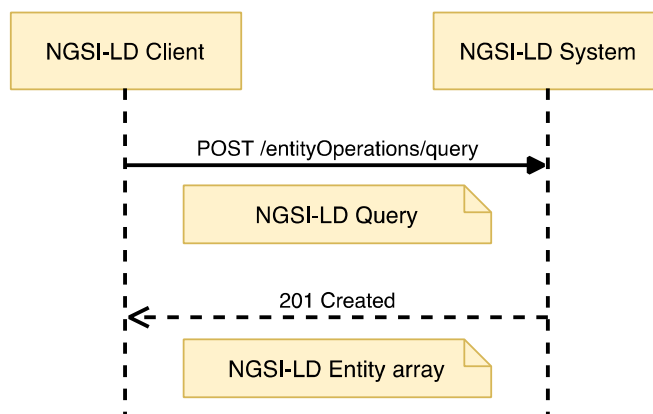 NGSI-LD Client
NGSI-LD System
POST /entityOperations/query
NGSI-LD Query
201 Created
NGSI-LD Entity array